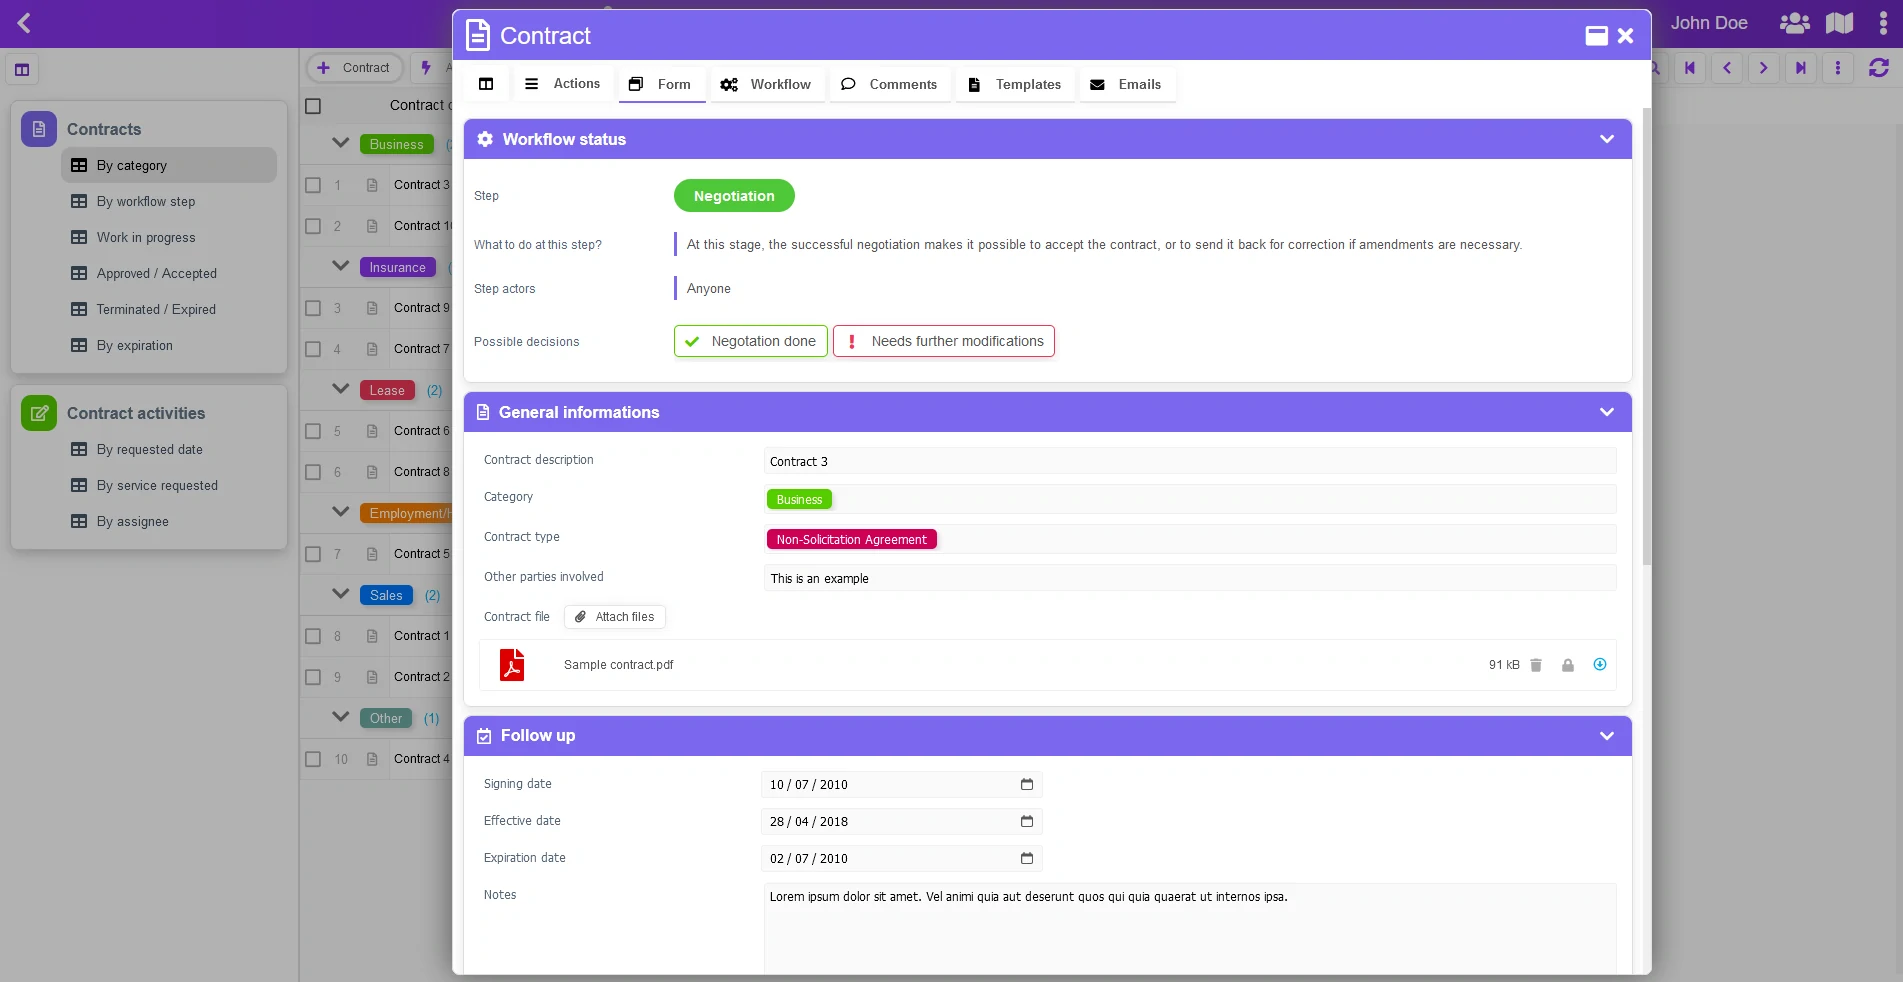 John Doe
Contract
Contract
Actions
Form
Workflow
Comments
Templates
Emails
Contracts
By category
By workflow step
Work in progress
Approved / Accepted
Terminated / Expired
By expiration
Contract activities
By requested date
By service requested
By assignee
Contract
Business
1 Contract 3
2 Contract
Insurance
3 Contract 9
4 Contract 7
Lease (2)
5 Contract 6
6 Contract 8
Employment/
7 Contract 5
Sales (2)
8 Contract 1
9 Contract 2
Other (1)
10 Contract 4
Workflow status
Step Negotiation
What to do at this step? At this stage, the successful negotiation makes it possible to accept the contract, or to send it back for correction if amendments are necessary.
Step actors Anyone
Possible decisions Negotation done Needs further modifications
General informations
Contract description Contract 3
Category Business
Contract type Non-Solicitation Agreement
Other parties involved This is an example
Contract file Attach files
Sample contract.pdf 91 kB
Follow up
Signing date 10 / 07 / 2010
Effective date 28 / 04 / 2018
Expiration date 02 / 07 / 2010
Notes Lorem ipsum dolor sit amet. Vel animi quia aut deserunt quos qui quia quaerat ut internos ipsa.